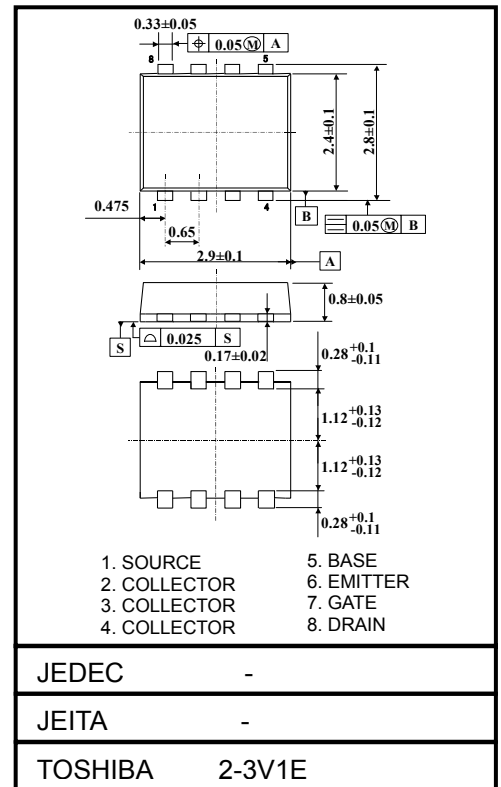 0.33±0.05
⌖ 0.05Ⓜ A
8 5
2.4±0.1
2.8±0.1
1 4
0.475
B
⌯ 0.05Ⓜ B
0.65
2.9±0.1
A
0.8±0.05
S
⌓ 0.025 S
0.17±0.02
0.28 +0.1 -0.11
1.12 +0.13 -0.12
1.12 +0.13 -0.12
0.28 +0.1 -0.11
1. SOURCE 5. BASE
2. COLLECTOR 6. EMITTER
3. COLLECTOR 7. GATE
4. COLLECTOR 8. DRAIN
JEDEC -
JEITA -
TOSHIBA 2-3V1E